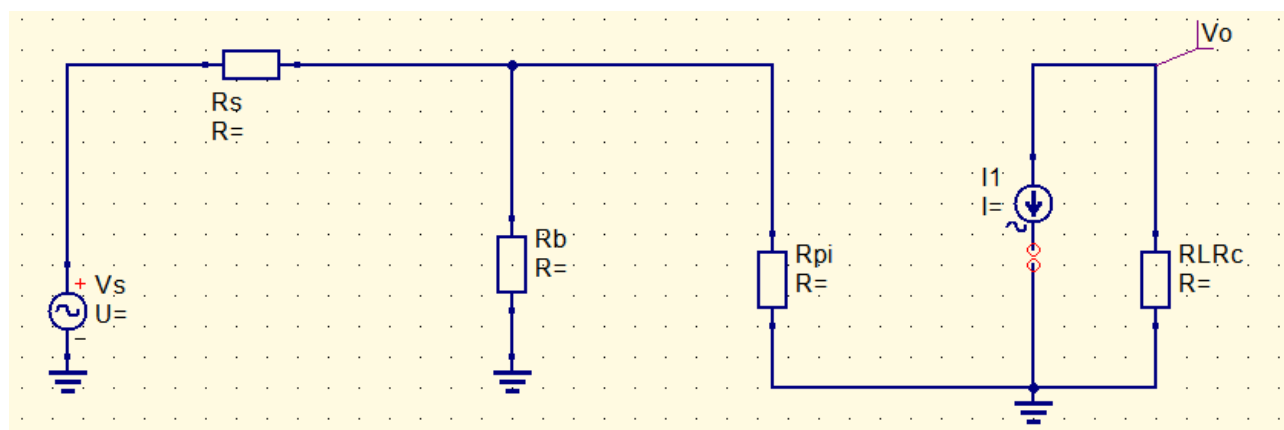 Vo
Rs
R=
I1
I=
Rb
R=
Rpi
R=
RLRc
R=
+ Vs
U=
−